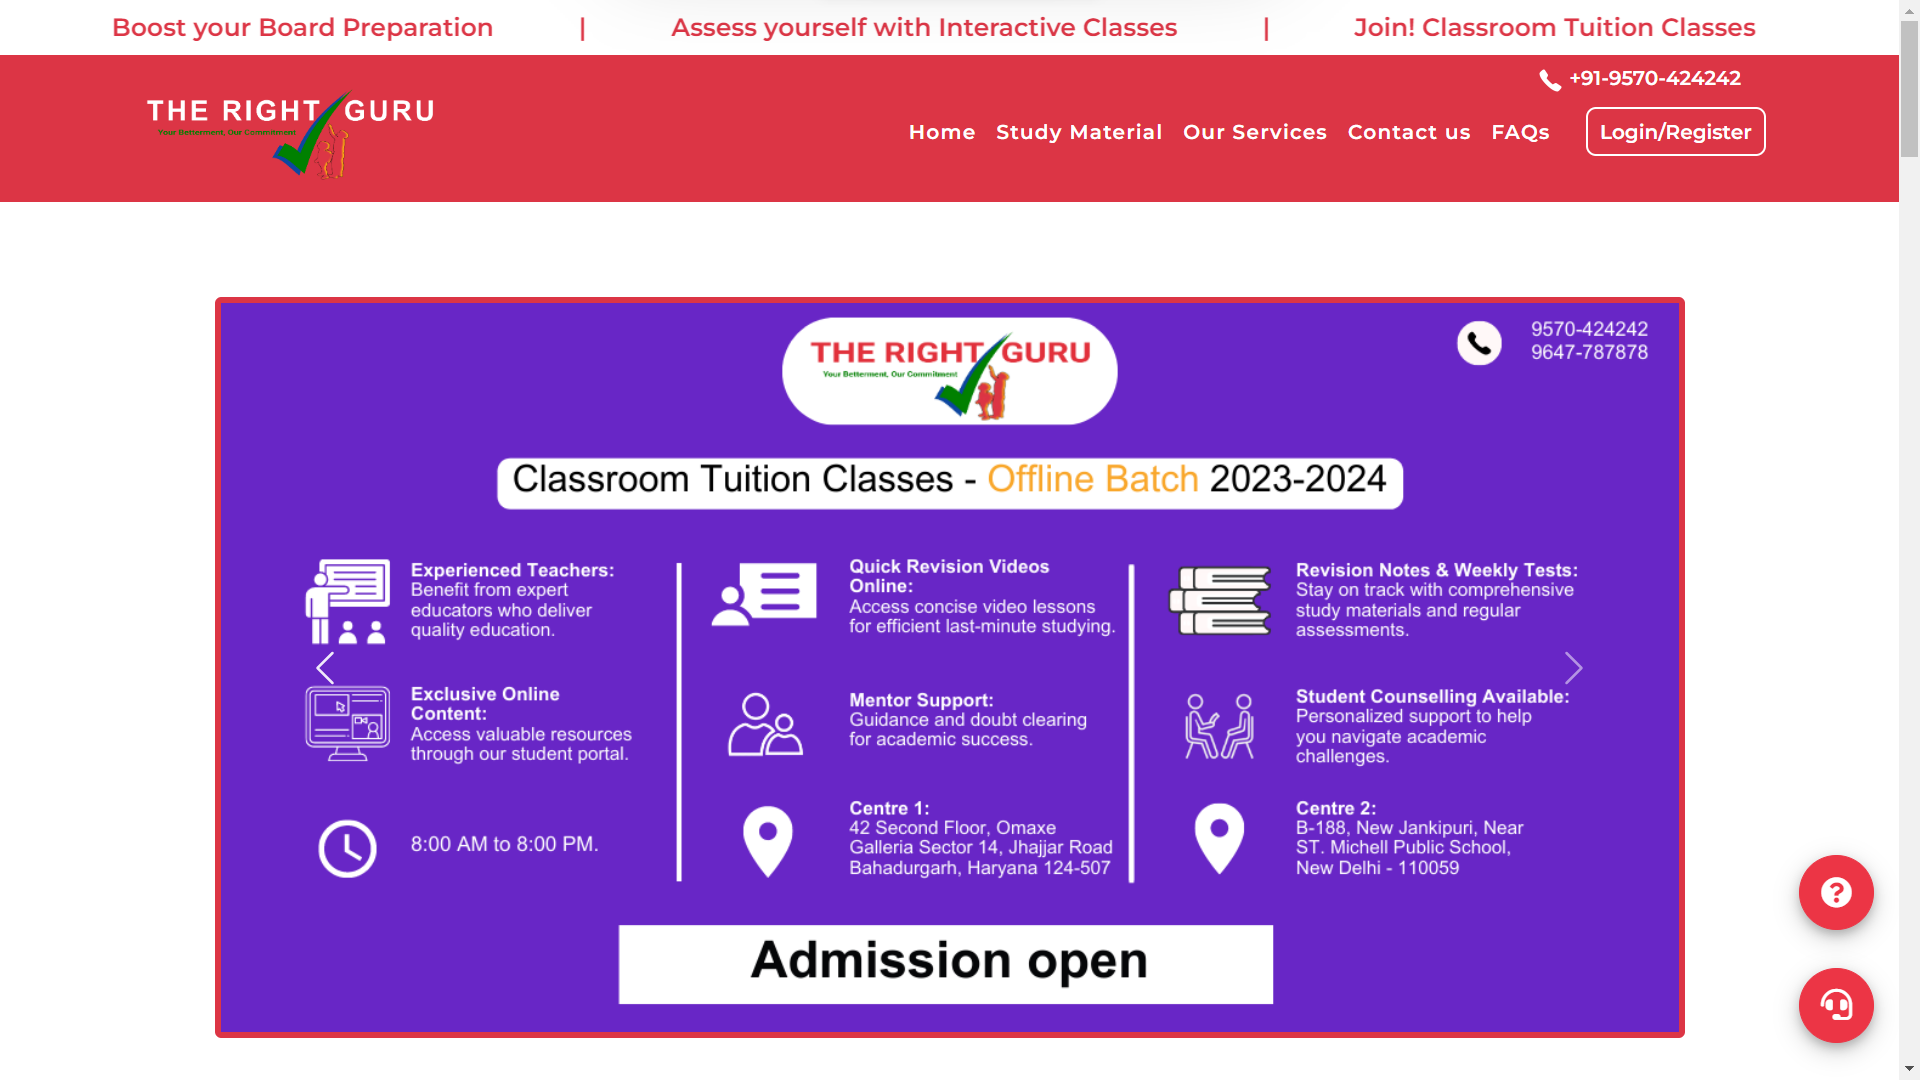 Boost your Board Preparation | Assess yourself with Interactive Classes | Join! Classroom Tuition Classes
+91-9570-424242
THE RIGHT GURU
Your Betterment, Our Commitment
Home Study Material Our Services Contact us FAQs Login/Register
THE RIGHT GURU
Your Betterment, Our Commitment
9570-424242
9647-787878
Classroom Tuition Classes - Offline Batch 2023-2024
Experienced Teachers:
Benefit from expert
educators who deliver
quality education.
Quick Revision Videos
Online:
Access concise video lessons
for efficient last-minute studying.
Revision Notes & Weekly Tests:
Stay on track with comprehensive
study materials and regular
assessments.
Exclusive Online
Content:
Access valuable resources
through our student portal.
Mentor Support:
Guidance and doubt clearing
for academic success.
Student Counselling Available:
Personalized support to help
you navigate academic
challenges.
8:00 AM to 8:00 PM.
Centre 1:
42 Second Floor, Omaxe
Galleria Sector 14, Jhajjar Road
Bahadurgarh, Haryana 124-507
Centre 2:
B-188, New Jankipuri, Near
ST. Michell Public School,
New Delhi - 110059
Admission open